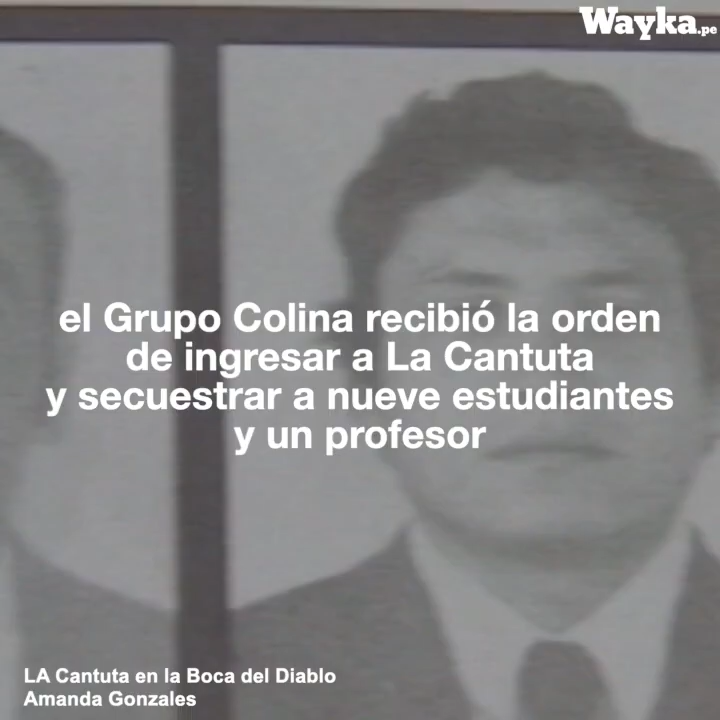 Wayka.pe
el Grupo Colina recibió la orden
de ingresar a La Cantuta
y secuestrar a nueve estudiantes
y un profesor
LA Cantuta en la Boca del Diablo
Amanda Gonzales